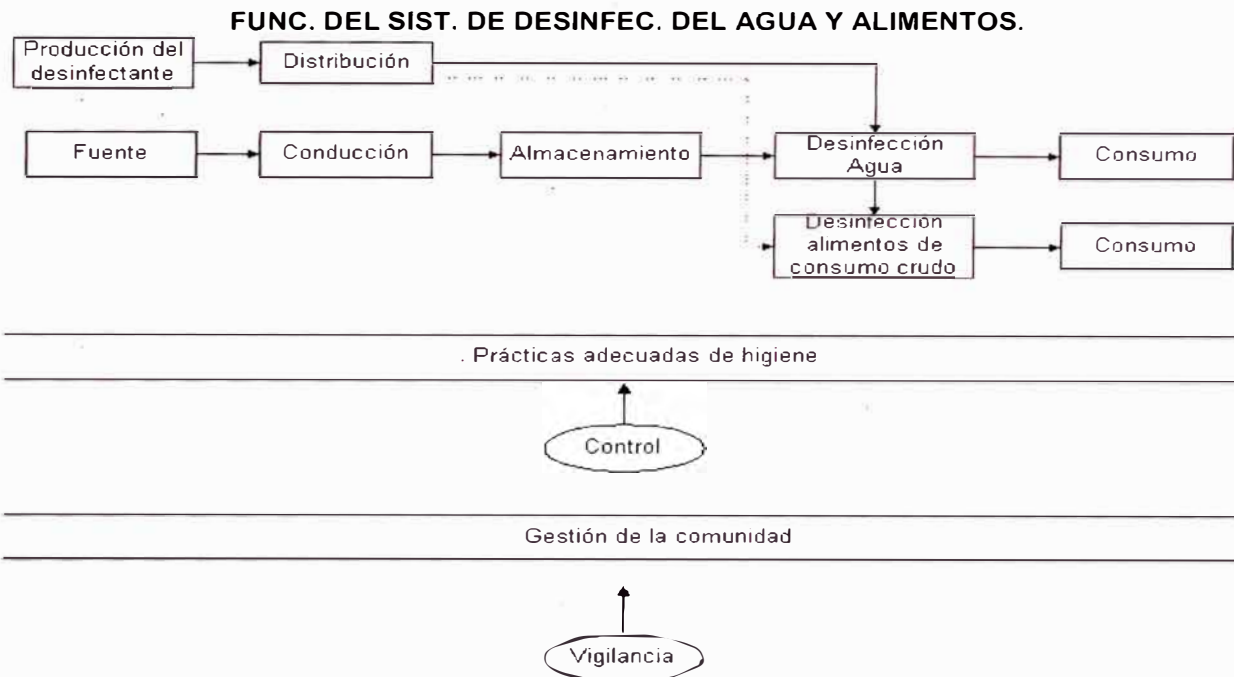 FUNC. DEL SIST. DE DESINFEC. DEL AGUA Y ALIMENTOS.
Producción del
desinfectante
Distribución
Fuente
Conducción
Almacenamiento
Desinfección
Agua
Consumo
Desinfección
alimentos de
consumo crudo
Consumo
. Prácticas adecuadas de higiene
Control
Gestión de la comunidad
Vigilancia